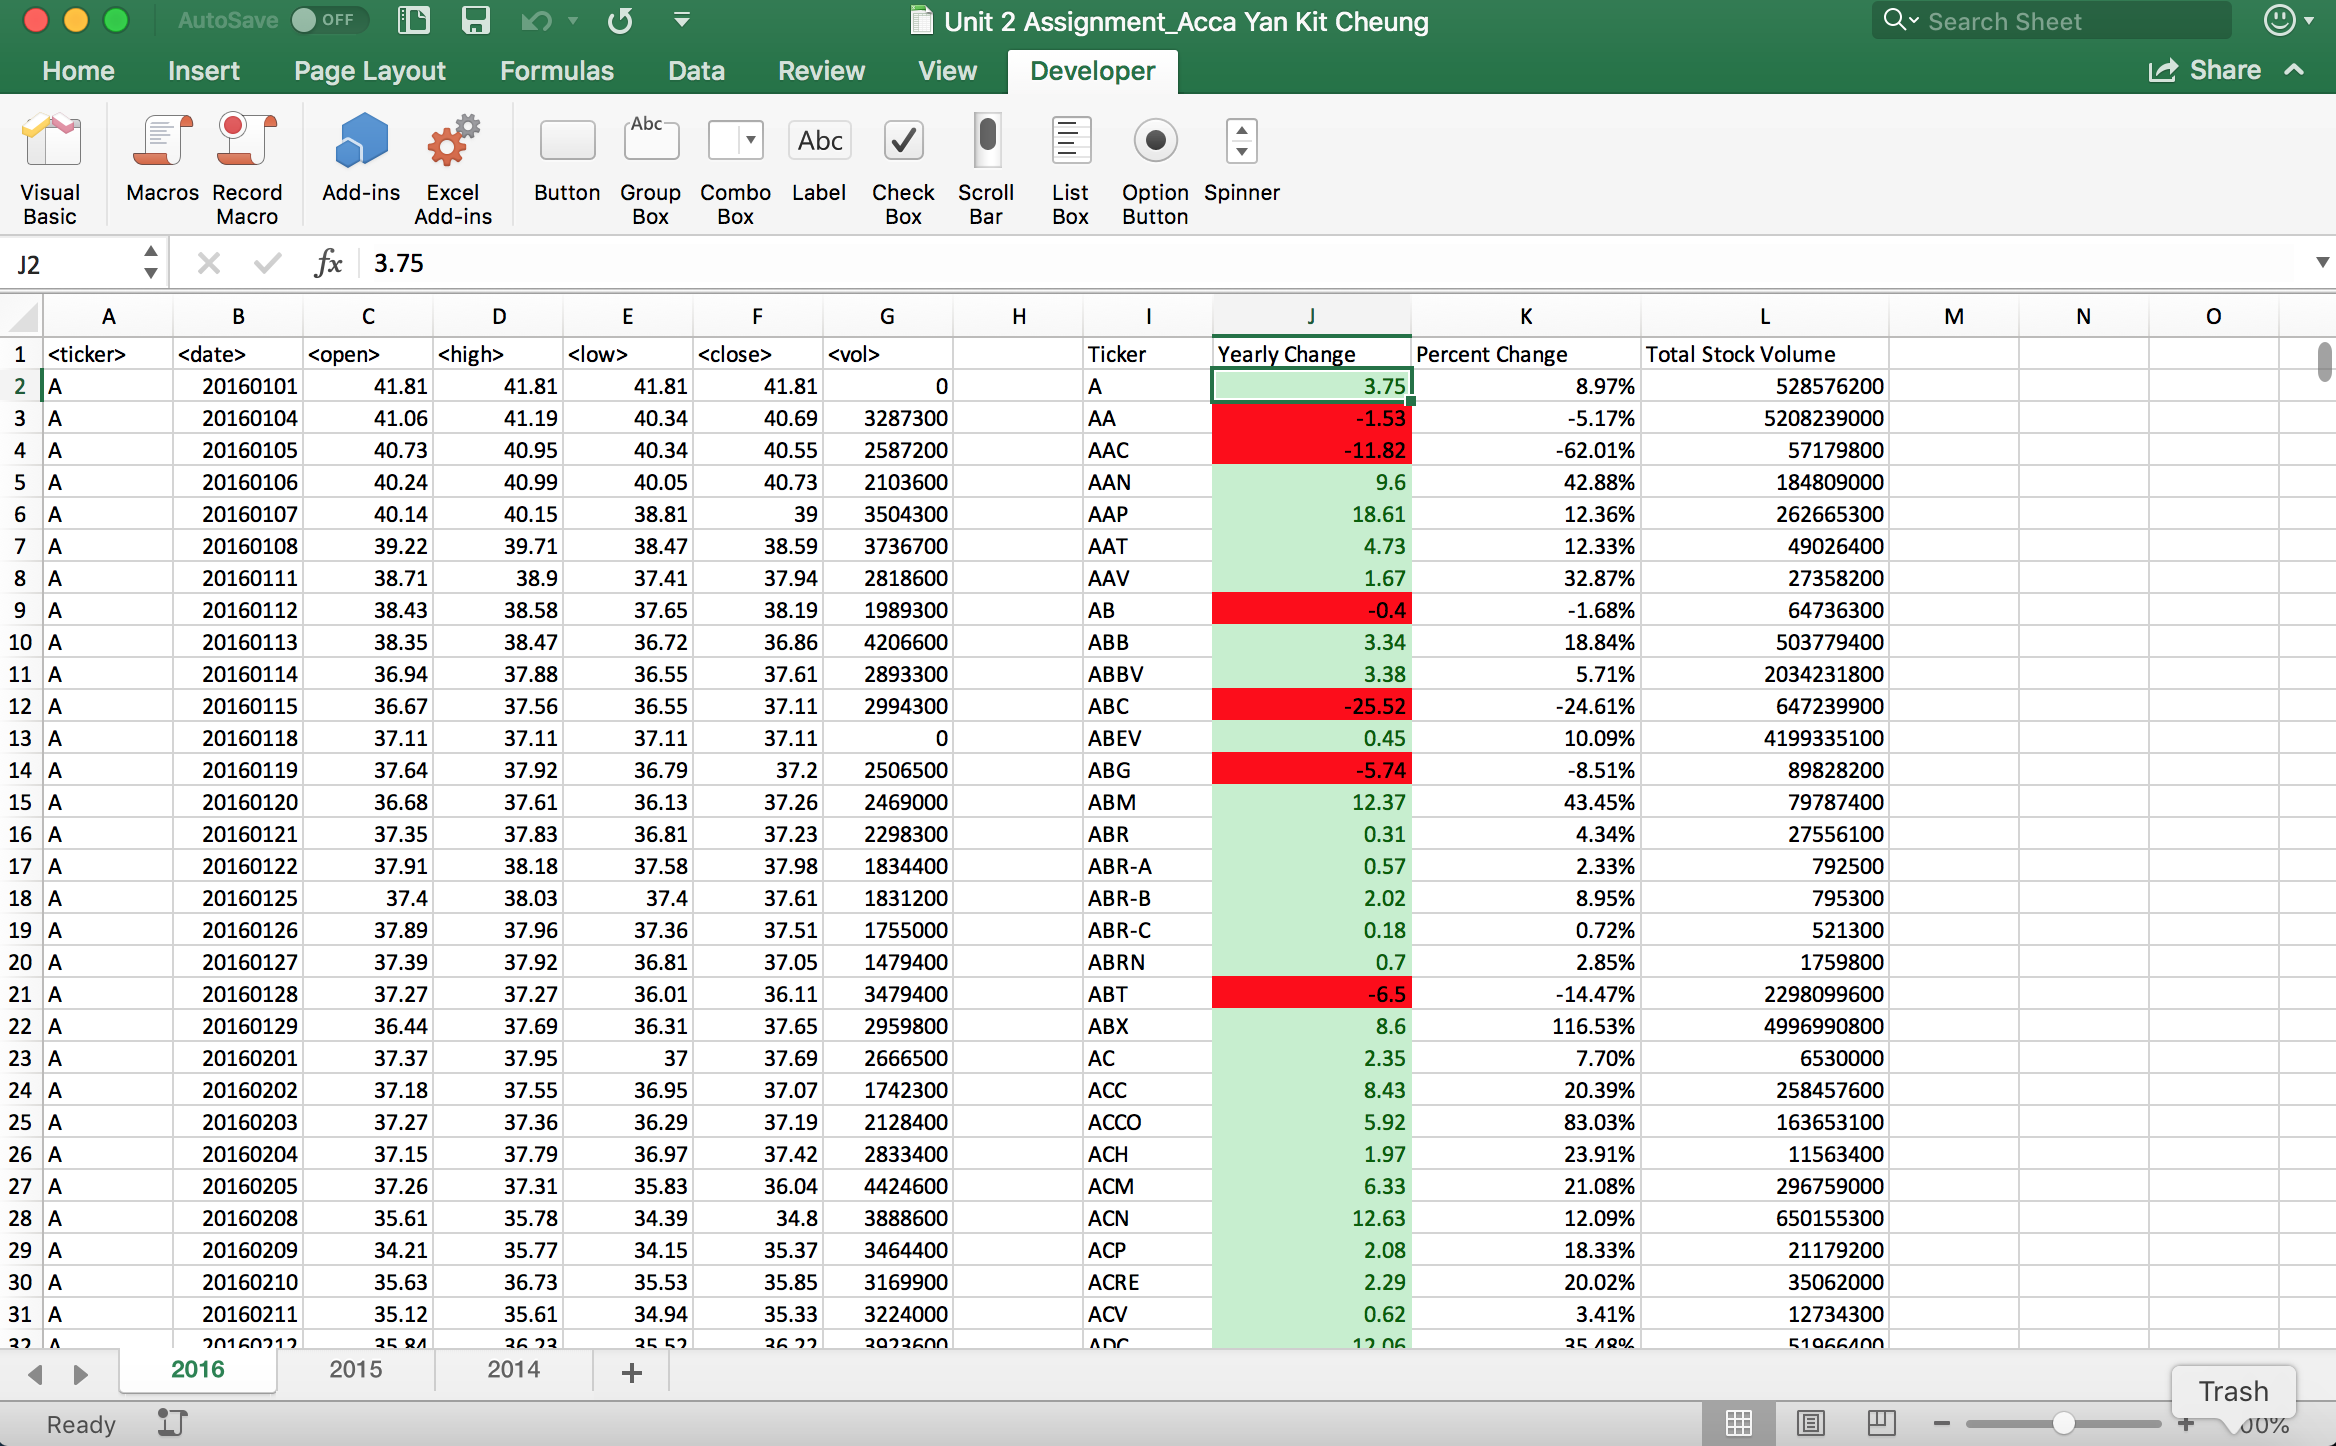 AutoSave OFF Unit 2 Assignment_Acca Yan Kit Cheung Search Sheet
Home Insert Page Layout Formulas Data Review View Developer Share
Visual Basic Macros Record Macro Add-ins Excel Add-ins Button Abc Group Box Combo Box Abc Label Check Box Scroll Bar List Box Option Button Spinner
J2 fx 3.75
A B C D E F G H I J K L M N O
1 <ticker> <date> <open> <high> <low> <close> <vol> Ticker Yearly Change Percent Change Total Stock Volume
2 A 20160101 41.81 41.81 41.81 41.81 0 A 3.75 8.97% 528576200
3 A 20160104 41.06 41.19 40.34 40.69 3287300 AA -1.53 -5.17% 5208239000
4 A 20160105 40.73 40.95 40.34 40.55 2587200 AAC -11.82 -62.01% 57179800
5 A 20160106 40.24 40.99 40.05 40.73 2103600 AAN 9.6 42.88% 184809000
6 A 20160107 40.14 40.15 38.81 39 3504300 AAP 18.61 12.36% 262665300
7 A 20160108 39.22 39.71 38.47 38.59 3736700 AAT 4.73 12.33% 49026400
8 A 20160111 38.71 38.9 37.41 37.94 2818600 AAV 1.67 32.87% 27358200
9 A 20160112 38.43 38.58 37.65 38.19 1989300 AB -0.4 -1.68% 64736300
10 A 20160113 38.35 38.47 36.72 36.86 4206600 ABB 3.34 18.84% 503779400
11 A 20160114 36.94 37.88 36.55 37.61 2893300 ABBV 3.38 5.71% 2034231800
12 A 20160115 36.67 37.56 36.55 37.11 2994300 ABC -25.52 -24.61% 647239900
13 A 20160118 37.11 37.11 37.11 37.11 0 ABEV 0.45 10.09% 4199335100
14 A 20160119 37.64 37.92 36.79 37.2 2506500 ABG -5.74 -8.51% 89828200
15 A 20160120 36.68 37.61 36.13 37.26 2469000 ABM 12.37 43.45% 79787400
16 A 20160121 37.35 37.83 36.81 37.23 2298300 ABR 0.31 4.34% 27556100
17 A 20160122 37.91 38.18 37.58 37.98 1834400 ABR-A 0.57 2.33% 792500
18 A 20160125 37.4 38.03 37.4 37.61 1831200 ABR-B 2.02 8.95% 795300
19 A 20160126 37.89 37.96 37.36 37.51 1755000 ABR-C 0.18 0.72% 521300
20 A 20160127 37.39 37.92 36.81 37.05 1479400 ABRN 0.7 2.85% 1759800
21 A 20160128 37.27 37.27 36.01 36.11 3479400 ABT -6.5 -14.47% 2298099600
22 A 20160129 36.44 37.69 36.31 37.65 2959800 ABX 8.6 116.53% 4996990800
23 A 20160201 37.37 37.95 37 37.69 2666500 AC 2.35 7.70% 6530000
24 A 20160202 37.18 37.55 36.95 37.07 1742300 ACC 8.43 20.39% 258457600
25 A 20160203 37.27 37.36 36.29 37.19 2128400 ACCO 5.92 83.03% 163653100
26 A 20160204 37.15 37.79 36.97 37.42 2833400 ACH 1.97 23.91% 11563400
27 A 20160205 37.26 37.31 35.83 36.04 4424600 ACM 6.33 21.08% 296759000
28 A 20160208 35.61 35.78 34.39 34.8 3888600 ACN 12.63 12.09% 650155300
29 A 20160209 34.21 35.77 34.15 35.37 3464400 ACP 2.08 18.33% 21179200
30 A 20160210 35.63 36.73 35.53 35.85 3169900 ACRE 2.29 20.02% 35062000
31 A 20160211 35.12 35.61 34.94 35.33 3224000 ACV 0.62 3.41% 12734300
32 A 20160212 35.84 36.23 35.52 36.22 3923600 ADC 12.06 35.48% 51966400
2016 2015 2014
Trash
Ready